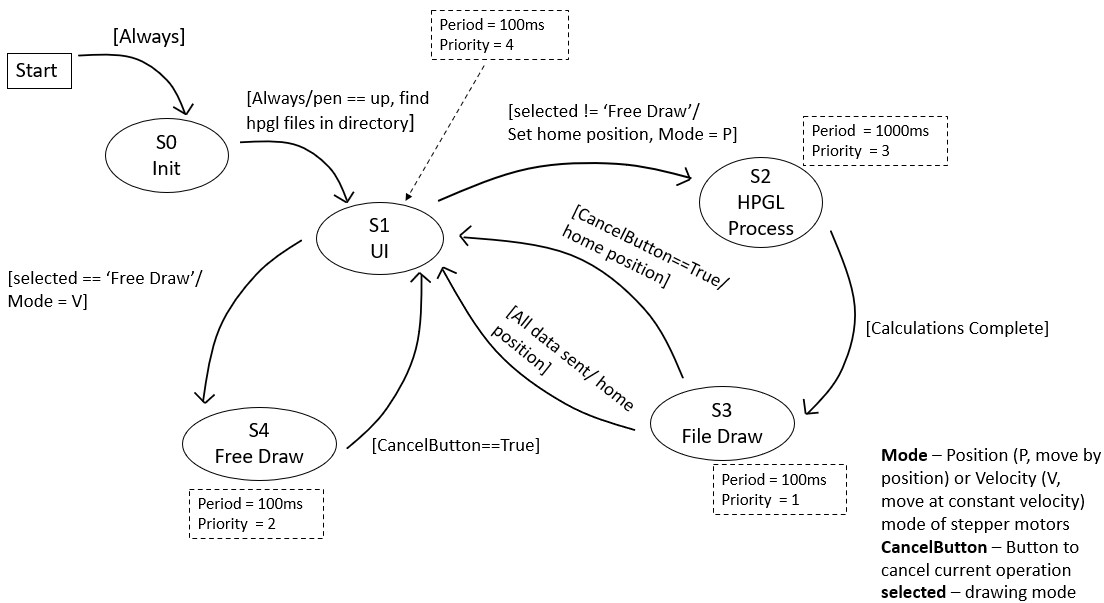 [Always]
Start
Period = 100ms
Priority = 4
S0
Init
[Always/pen == up, find
hpgl files in directory]
[selected != ‘Free Draw’/
Set home position, Mode = P]
Period = 1000ms
Priority = 3
S2
HPGL
Process
S1
UI
[CancelButton==True/
home position]
[selected == ‘Free Draw’/
Mode = V]
[All data sent/ home
position]
[Calculations Complete]
S4
Free Draw
[CancelButton==True]
S3
File Draw
Period = 100ms
Priority = 2
Period = 100ms
Priority = 1
Mode – Position (P, move by
position) or Velocity (V,
move at constant velocity)
mode of stepper motors
CancelButton – Button to
cancel current operation
selected – drawing mode